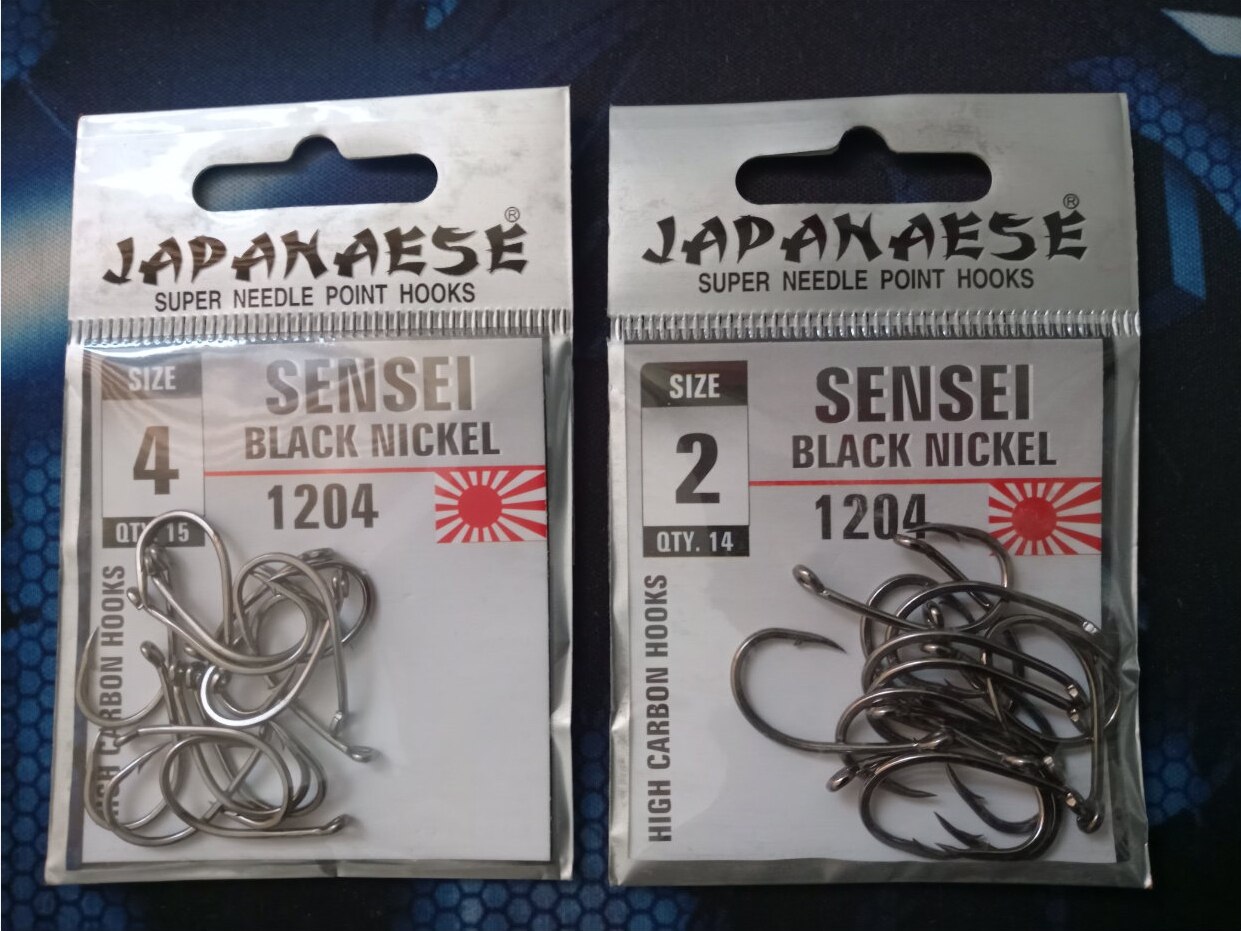 JAPANAESE®
SUPER NEEDLE POINT HOOKS
SIZE
4
QTY. 15
SENSEI
BLACK NICKEL
1204
HIGH CARBON HOOKS
JAPANAESE®
SUPER NEEDLE POINT HOOKS
SIZE
2
QTY. 14
SENSEI
BLACK NICKEL
1204
HIGH CARBON HOOKS